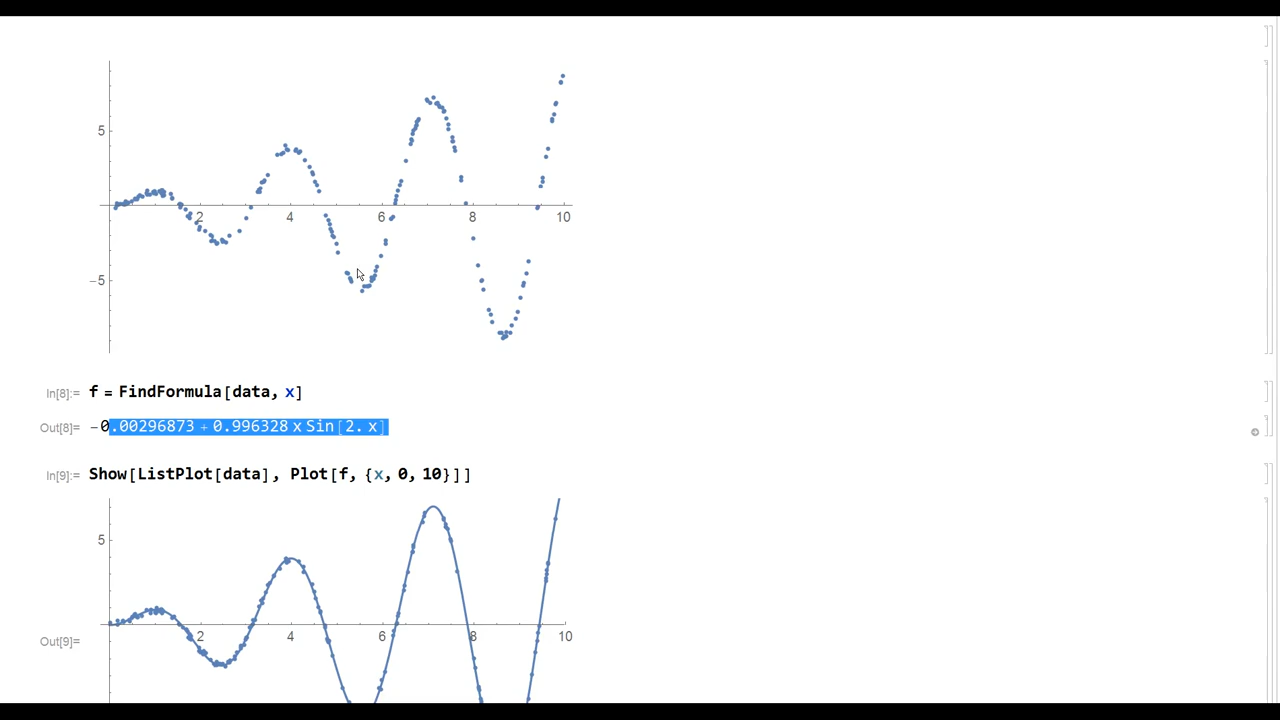 5
2 4 6 8 10
-5
In[8]:= f = FindFormula[data, x]
Out[8]= -0.00296873 + 0.996328 x Sin[2. x]
In[9]:= Show[ListPlot[data], Plot[f, {x, 0, 10}]]
5
2 4 6 8 10
Out[9]=